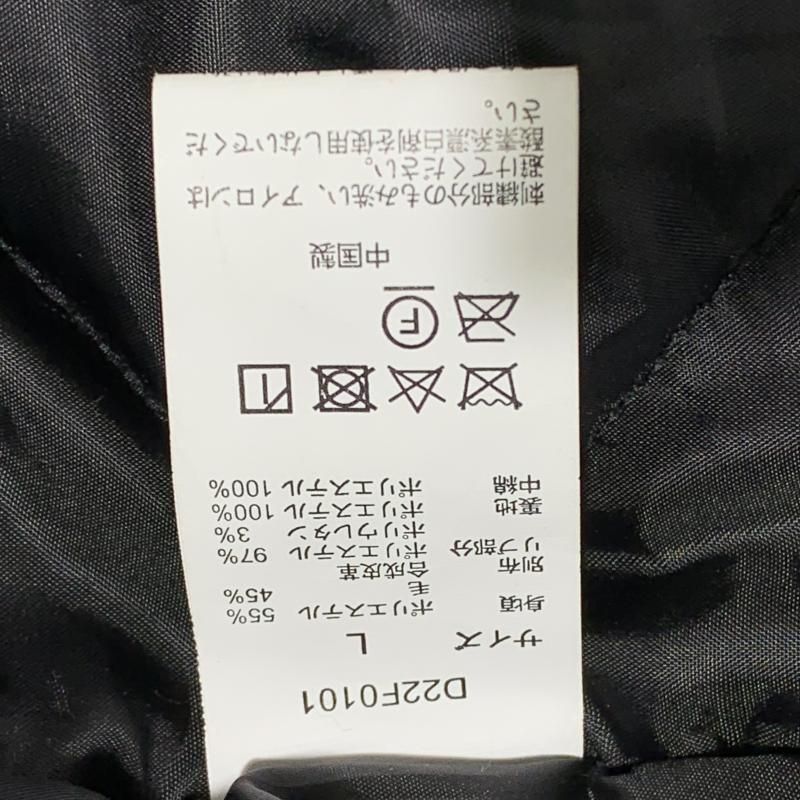 D22F0101
サイズ L
身頃 ポリエステル 55%
毛 45%
別布 合成皮革
リブ部分 ポリエステル 97%
ポリウレタン 3%
裏地 ポリエステル 100%
中綿 ポリエステル 100%
F
中国製
刺繍部分のもみ洗い、アイロンは
避けてください。
酸素系漂白剤を使用しないでくだ
さい。